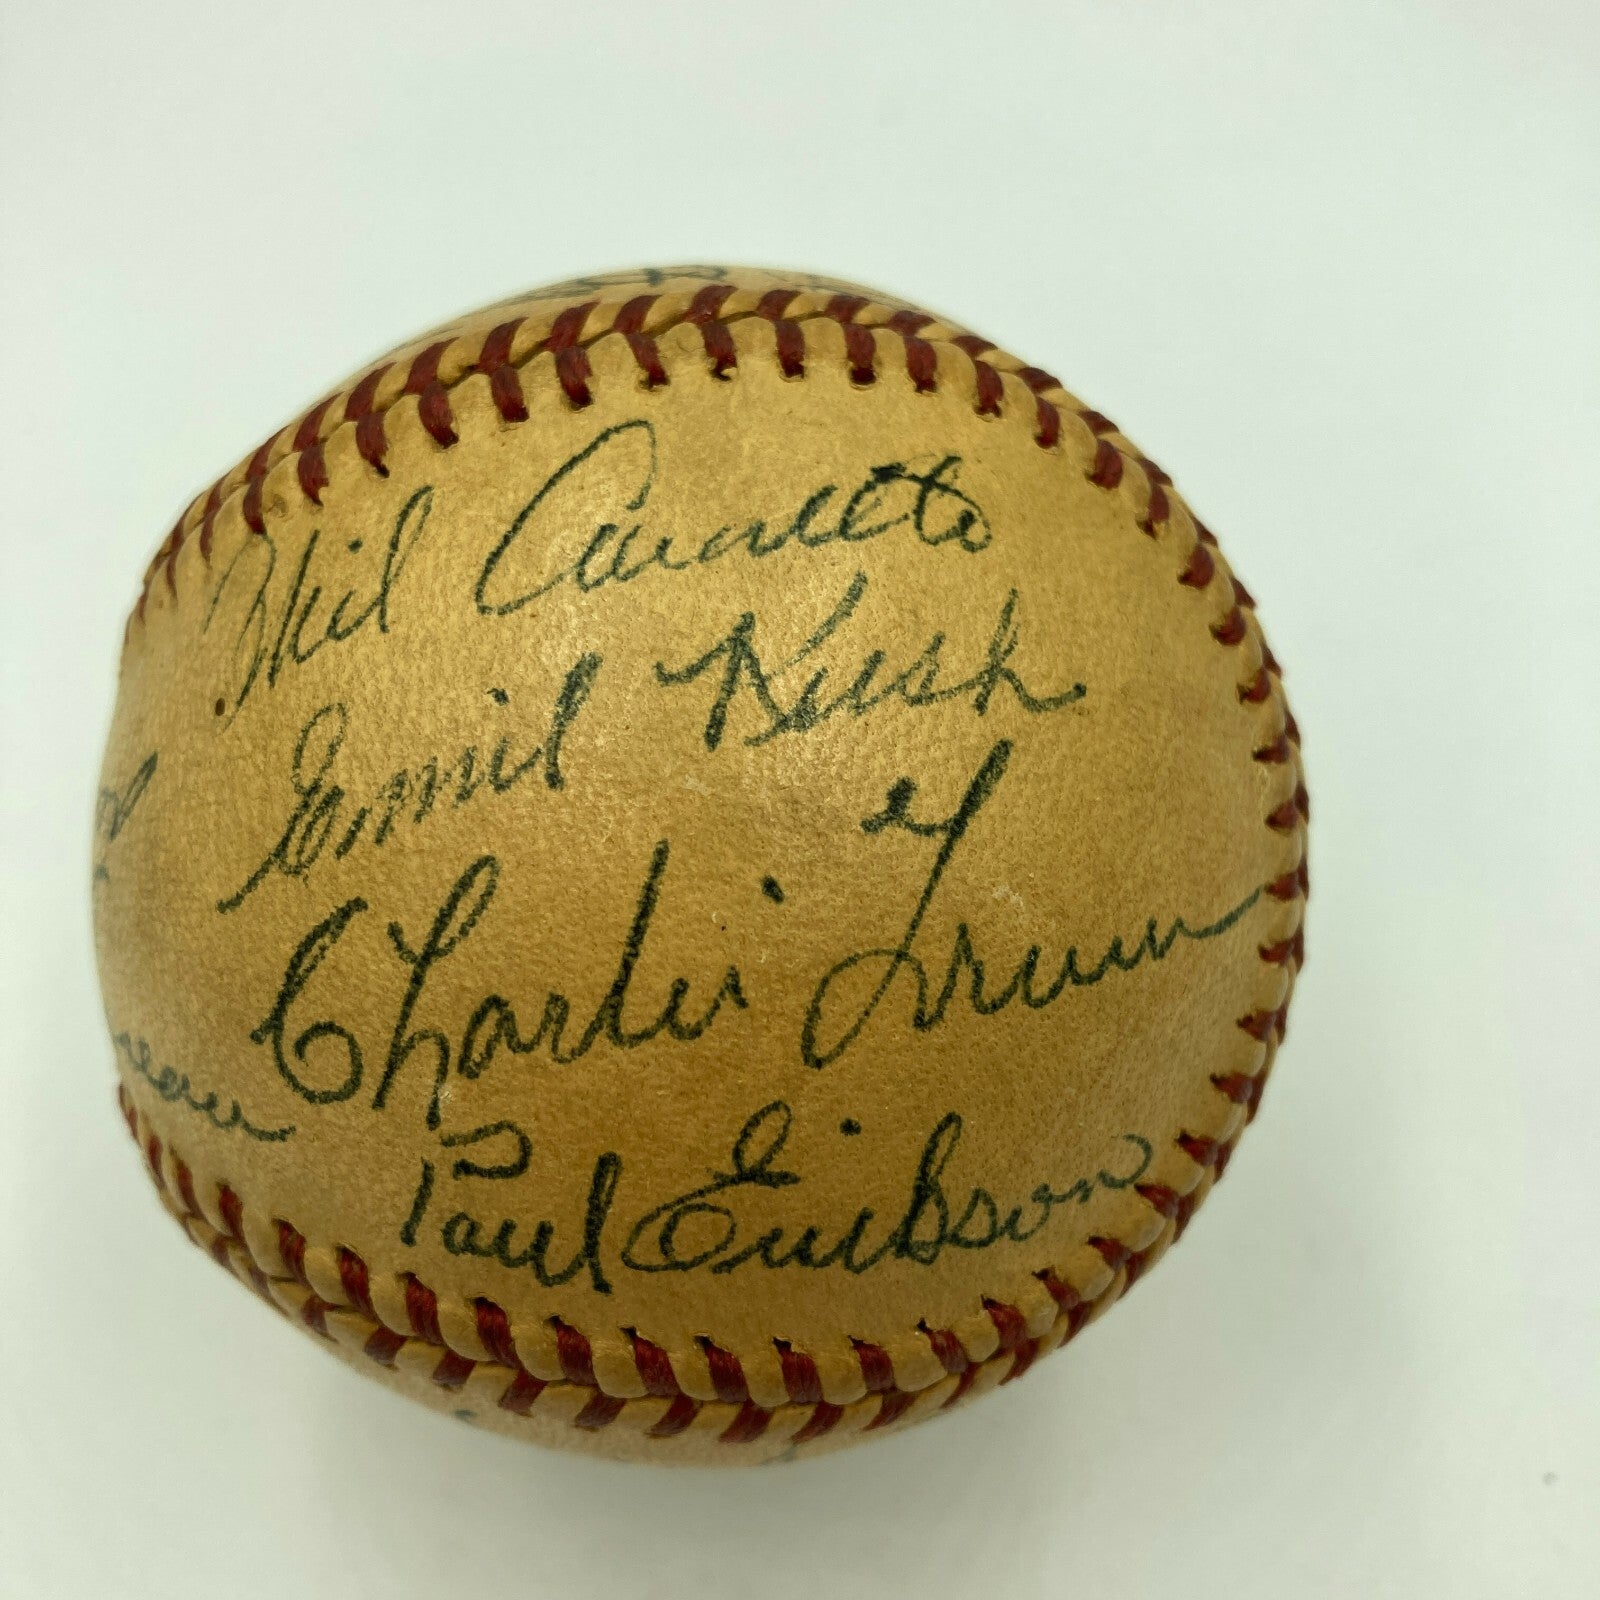 Phil Cavarretta
Emil Kush
Charlie Grimm
Paul Erickson